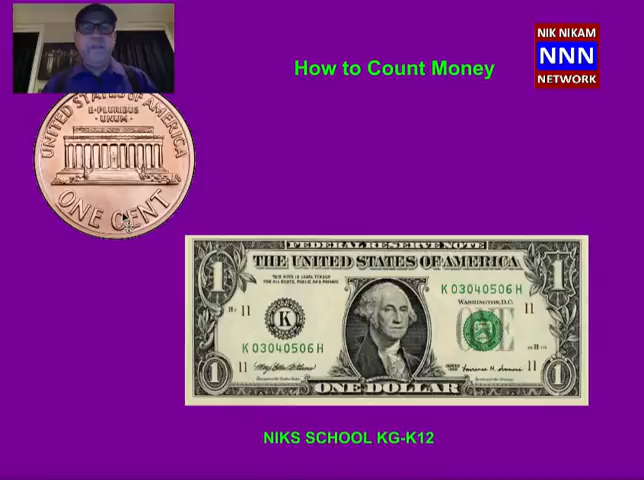 NIK NIKAM
NNN
NETWORK
How to Count Money
UNITED STATES OF AMERICA
E·PLURIBUS
·UNUM·
ONE CENT
FEDERAL RESERVE NOTE
THE UNITED STATES OF AMERICA
THIS NOTE IS LEGAL TENDER
FOR ALL DEBTS, PUBLIC AND PRIVATE
K 03040506 H
WASHINGTON, D.C.
1
1
11
11
K
ONE
K 03040506 H
11
11
1
1
ONE DOLLAR
NIKS SCHOOL KG-K12